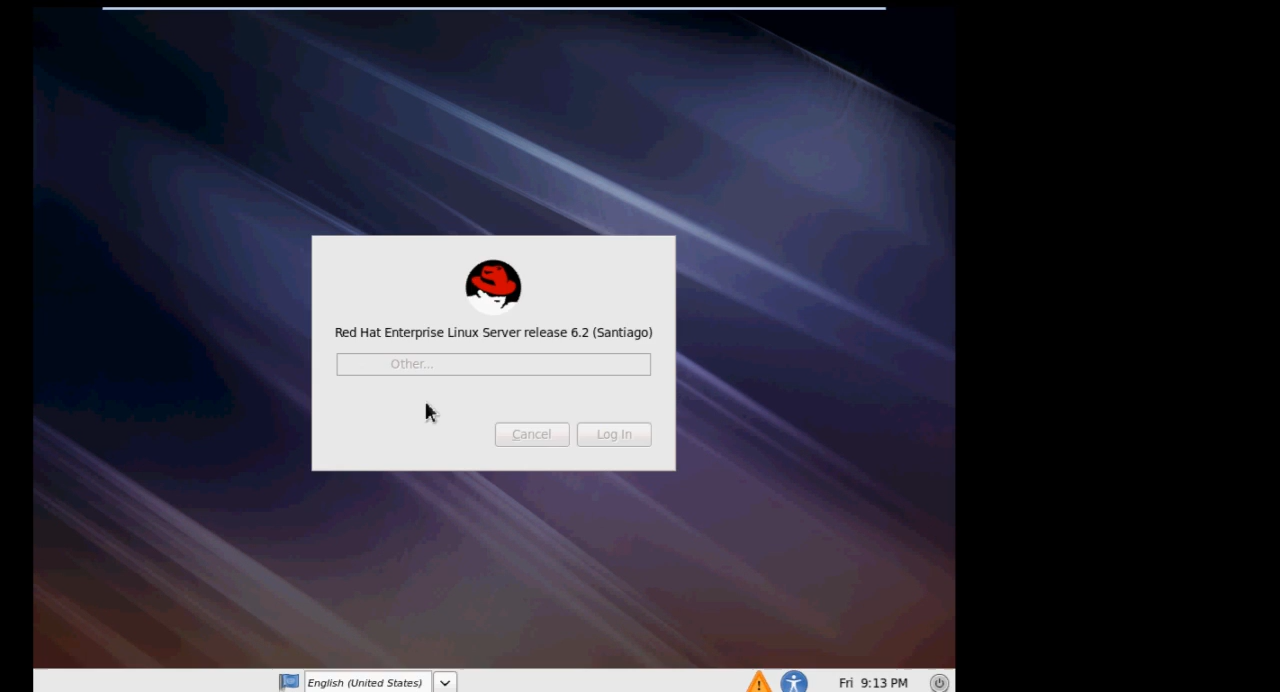 Red Hat Enterprise Linux Server release 6.2 (Santiago)
Other...
Cancel Log In
English (United States) Fri 9:13 PM